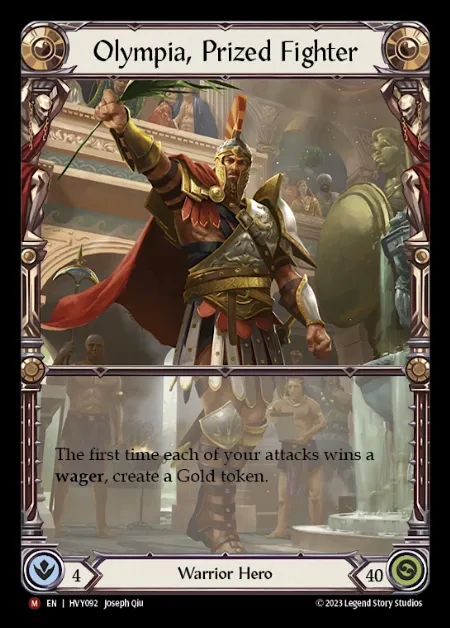 Olympia, Prized Fighter
The first time each of your attacks wins a
wager, create a Gold token.
4
Warrior Hero
40
M EN | HVY092 Joseph Qiu
© 2023 Legend Story Studios